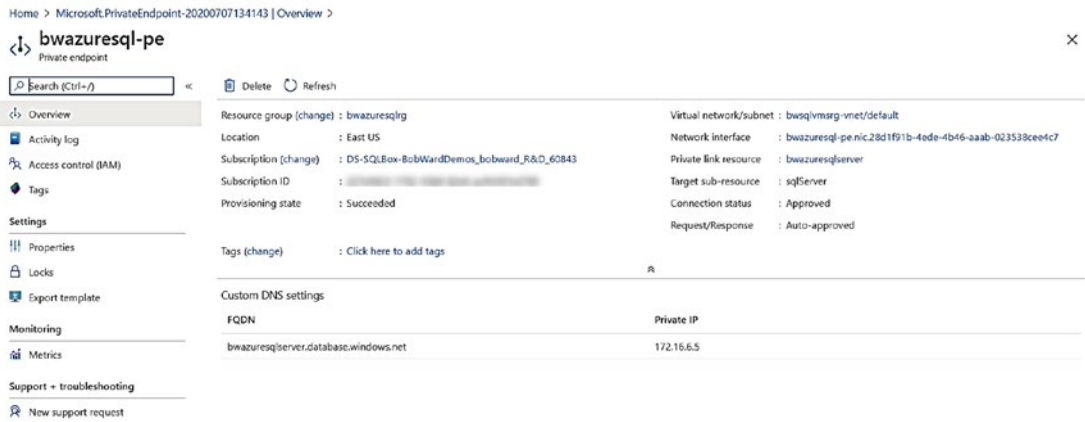 Home > Microsoft.PrivateEndpoint-20200707134143 | Overview >
bwazuresql-pe
Private endpoint
Search (Ctrl+/)
Delete Refresh
Overview
Activity log
Access control (IAM)
Tags
Settings
Properties
Locks
Export template
Monitoring
Metrics
Support + troubleshooting
New support request
Resource group (change) : bwazuresqlrg
Location : East US
Subscription (change) : DS-SQLBox-BobWardDemos_bobward_R&D_60843
Subscription ID :
Provisioning state : Succeeded
Tags (change) : Click here to add tags
Virtual network/subnet : bwsqlvmsrg-vnet/default
Network interface : bwazuresql-pe.nic.28d1f91b-4ede-4b46-aaab-023538cee4c7
Private link resource : bwazuresqlserver
Target sub-resource : sqlServer
Connection status : Approved
Request/Response : Auto-approved
Custom DNS settings
FQDN Private IP
bwazuresqlserver.database.windows.net 172.16.6.5